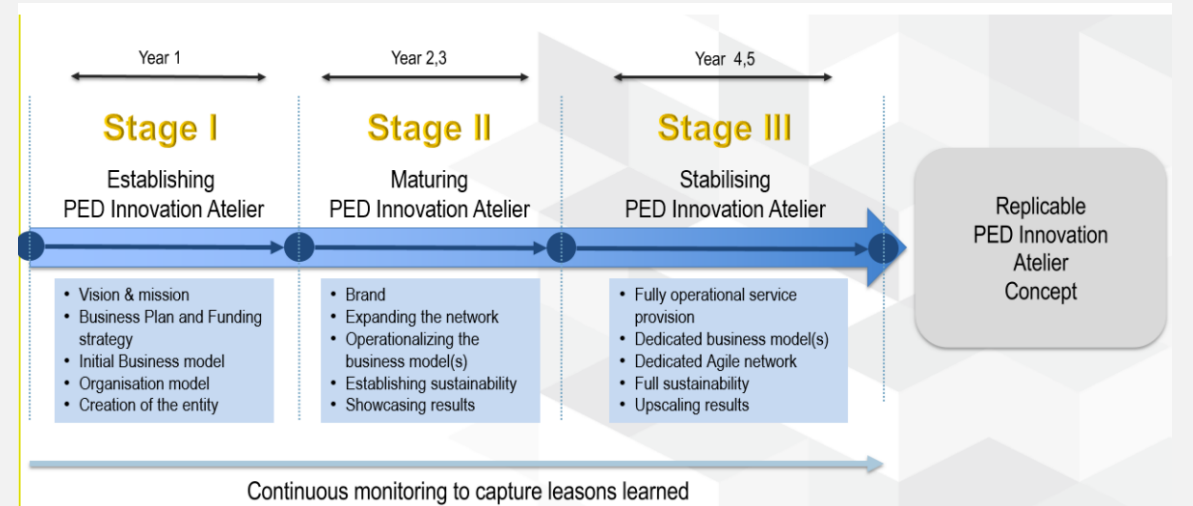 Year 1
Year 2,3
Year 4,5
Stage I
Stage II
Stage III
Establishing
PED Innovation Atelier
Maturing
PED Innovation Atelier
Stabilising
PED Innovation Atelier
• Vision & mission
• Business Plan and Funding
strategy
• Initial Business model
• Organisation model
• Creation of the entity
• Brand
• Expanding the network
• Operationalizing the
business model(s)
• Establishing sustainability
• Showcasing results
• Fully operational service
provision
• Dedicated business model(s)
• Dedicated Agile network
• Full sustainability
• Upscaling results
Replicable
PED Innovation
Atelier
Concept
Continuous monitoring to capture leasons learned